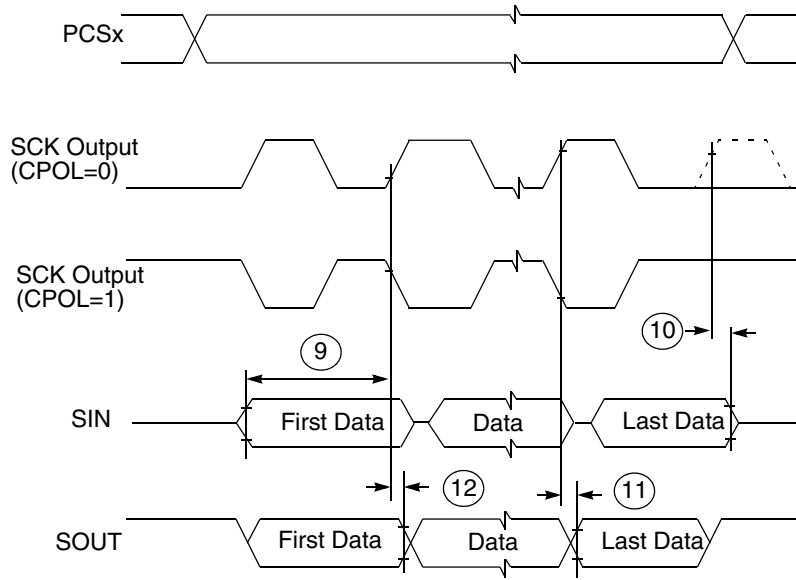 PCSx
SCK Output
(CPOL=0)
SCK Output
(CPOL=1)
10
9
SIN
First Data
Data
Last Data
12
11
SOUT
First Data
Data
Last Data